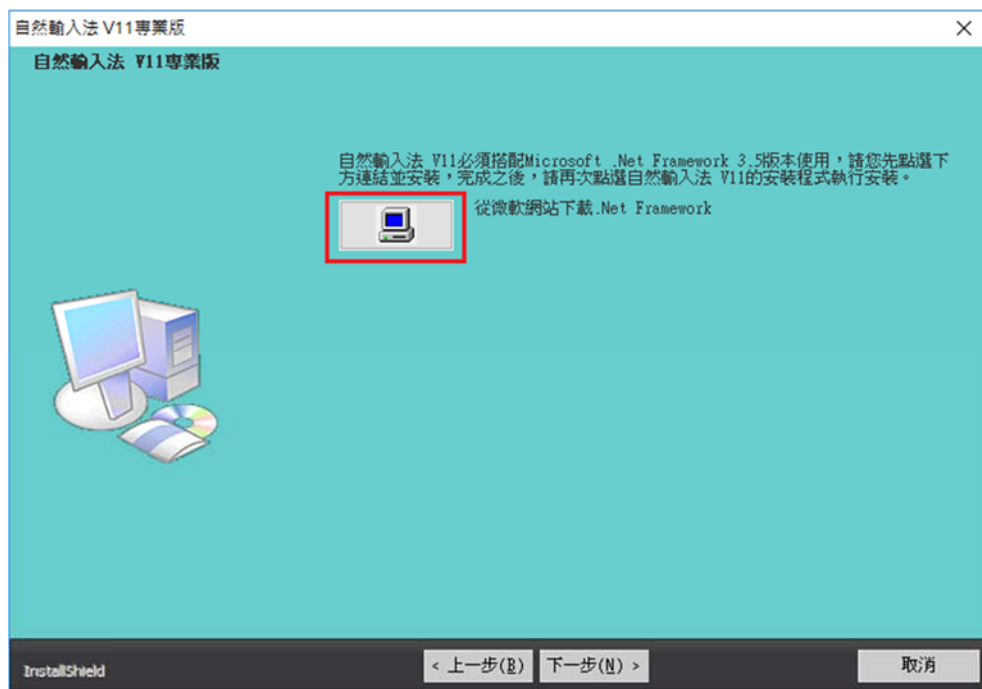 自然輸入法 V11專業版
自然輸入法 V11專業版
自然輸入法 V11必須搭配Microsoft .Net Framework 3.5版本使用，請您先點選下
方連結並安裝，完成之後，請再次點選自然輸入法 V11的安裝程式執行安裝。
從微軟網站下載.Net Framework
InstallShield
< 上一步(B)
下一步(N) >
取消